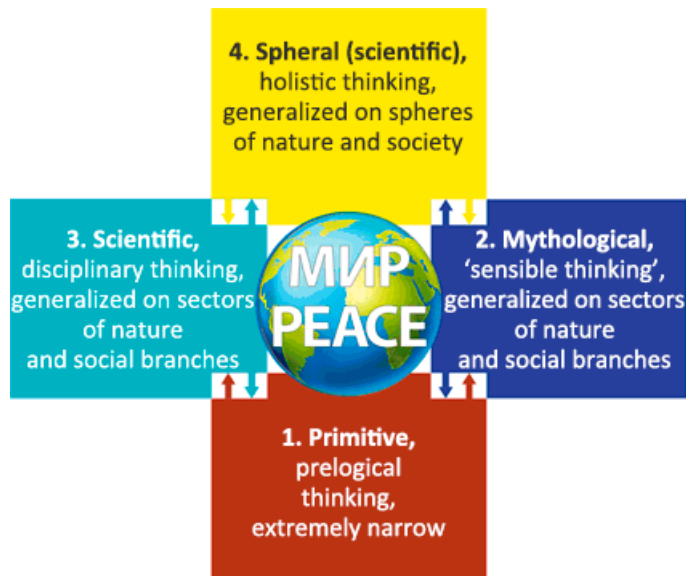 4. Spheral (scientific),
holistic thinking,
generalized on spheres
of nature and society
3. Scientific,
disciplinary thinking,
generalized on sectors
of nature
and social branches
МИР
PEACE
2. Mythological,
‘sensible thinking’,
generalized on sectors
of nature
and social branches
1. Primitive,
prelogical
thinking,
extremely narrow